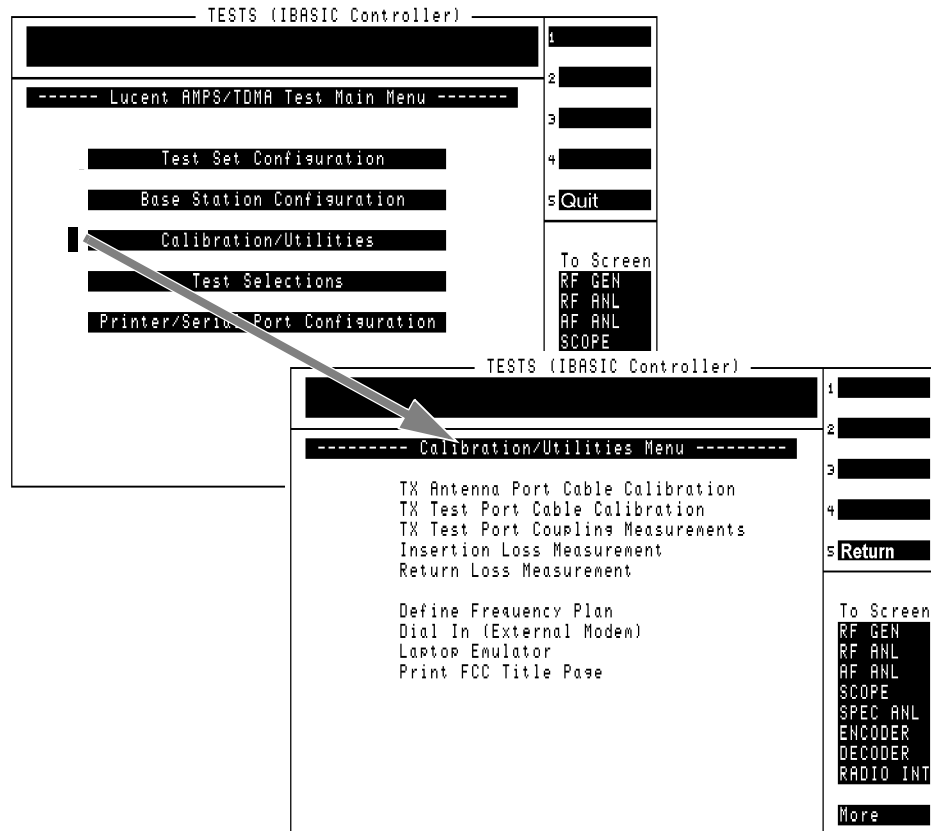 TESTS (IBASIC Controller)
1
2
------ Lucent AMPS/TDMA Test Main Menu -------
3
Test Set Configuration
4
Base Station Configuration
5 Quit
Calibration/Utilities
To Screen
Test Selections
RF GEN
RF ANL
Printer/Serial Port Configuration
AF ANL
SCOPE
TESTS (IBASIC Controller)
1
2
--------- Calibration/Utilities Menu ---------
3
TX Antenna Port Cable Calibration
TX Test Port Cable Calibration
4
TX Test Port Coupling Measurements
Insertion Loss Measurement
5 Return
Return Loss Measurement
Define Frequency Plan
To Screen
Dial In (External Modem)
RF GEN
Laptop Emulator
RF ANL
Print FCC Title Page
AF ANL
SCOPE
SPEC ANL
ENCODER
DECODER
RADIO INT
More